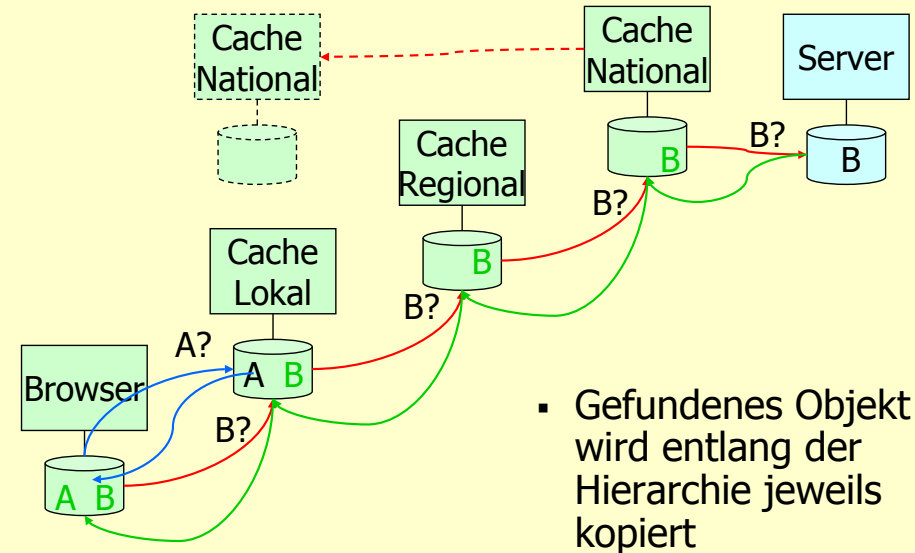 Cache
National
Cache
National
Server
Cache
Regional
B?
B
B
B?
Cache
Lokal
B
B?
A?
Browser
A B
B?
A B
▪ Gefundenes Objekt
wird entlang der
Hierarchie jeweils
kopiert